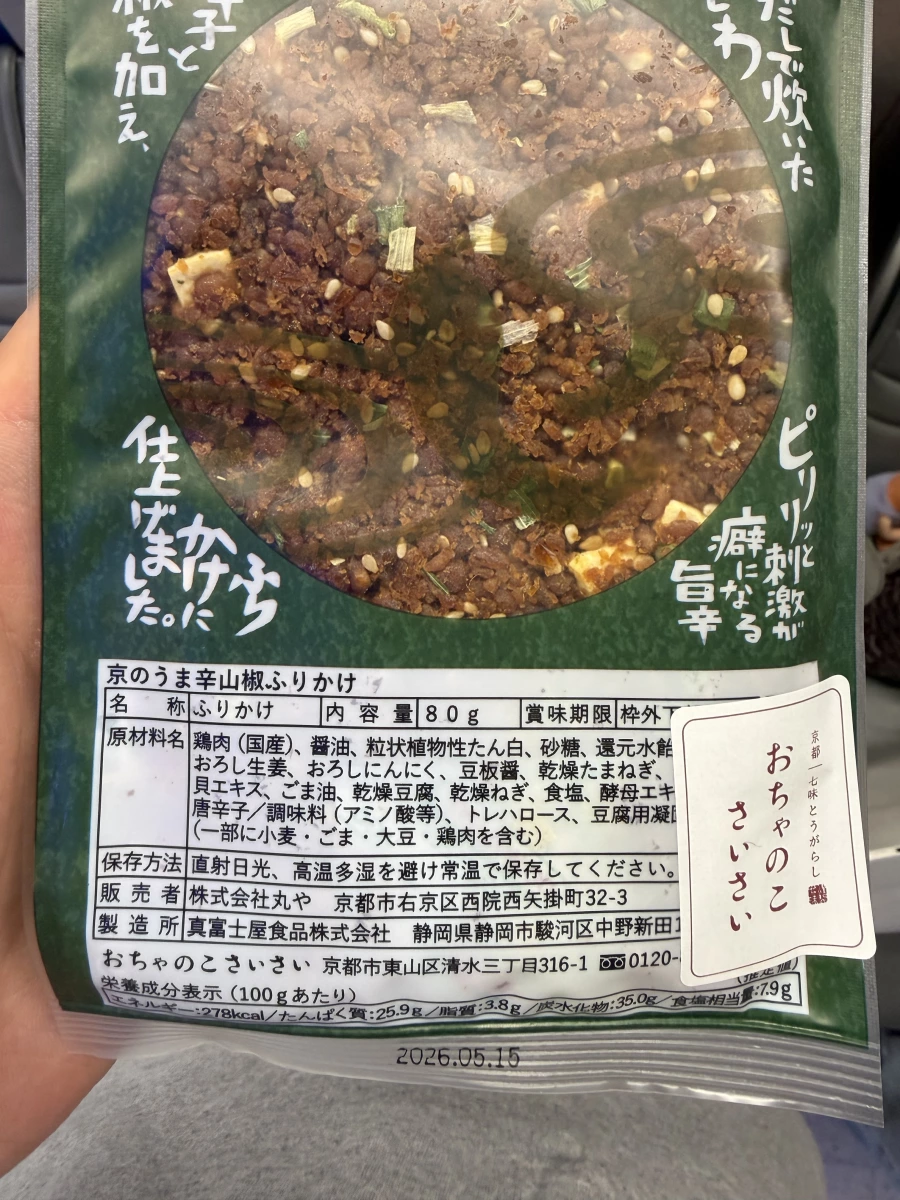 だしで炊いた
しわ
子と
椒を加え、
ピリリッと刺激が
癖になる
旨辛
ふり
かけに
仕上げました。
京のうま辛山椒ふりかけ
名 称 ふりかけ 内容量 80g 賞味期限 枠外下
原材料名 鶏肉(国産)、醤油、粒状植物性たん白、砂糖、還元水飴
おろし生姜、おろしにんにく、豆板醤、乾燥たまねぎ、
貝エキス、ごま油、乾燥豆腐、乾燥ねぎ、食塩、酵母エキ
唐辛子/調味料(アミノ酸等)、トレハロース、豆腐用凝固
(一部に小麦・ごま・大豆・鶏肉を含む)
保存方法 直射日光、高温多湿を避け常温で保存してください。
販売者 株式会社丸や 京都市右京区西院西矢掛町32-3
製造所 真富士屋食品株式会社 静岡県静岡市駿河区中野新田1
おちゃのこさいさい 京都市東山区清水三丁目316-1 0120-
栄養成分表示(100gあたり) (推定値)
エネルギー:278kcal/たんぱく質:25.9g/脂質:3.8g/炭水化物:35.0g/食塩相当量:7.9g
2026.05.15
京都 七味とうがらし
おちゃのこ
さいさい